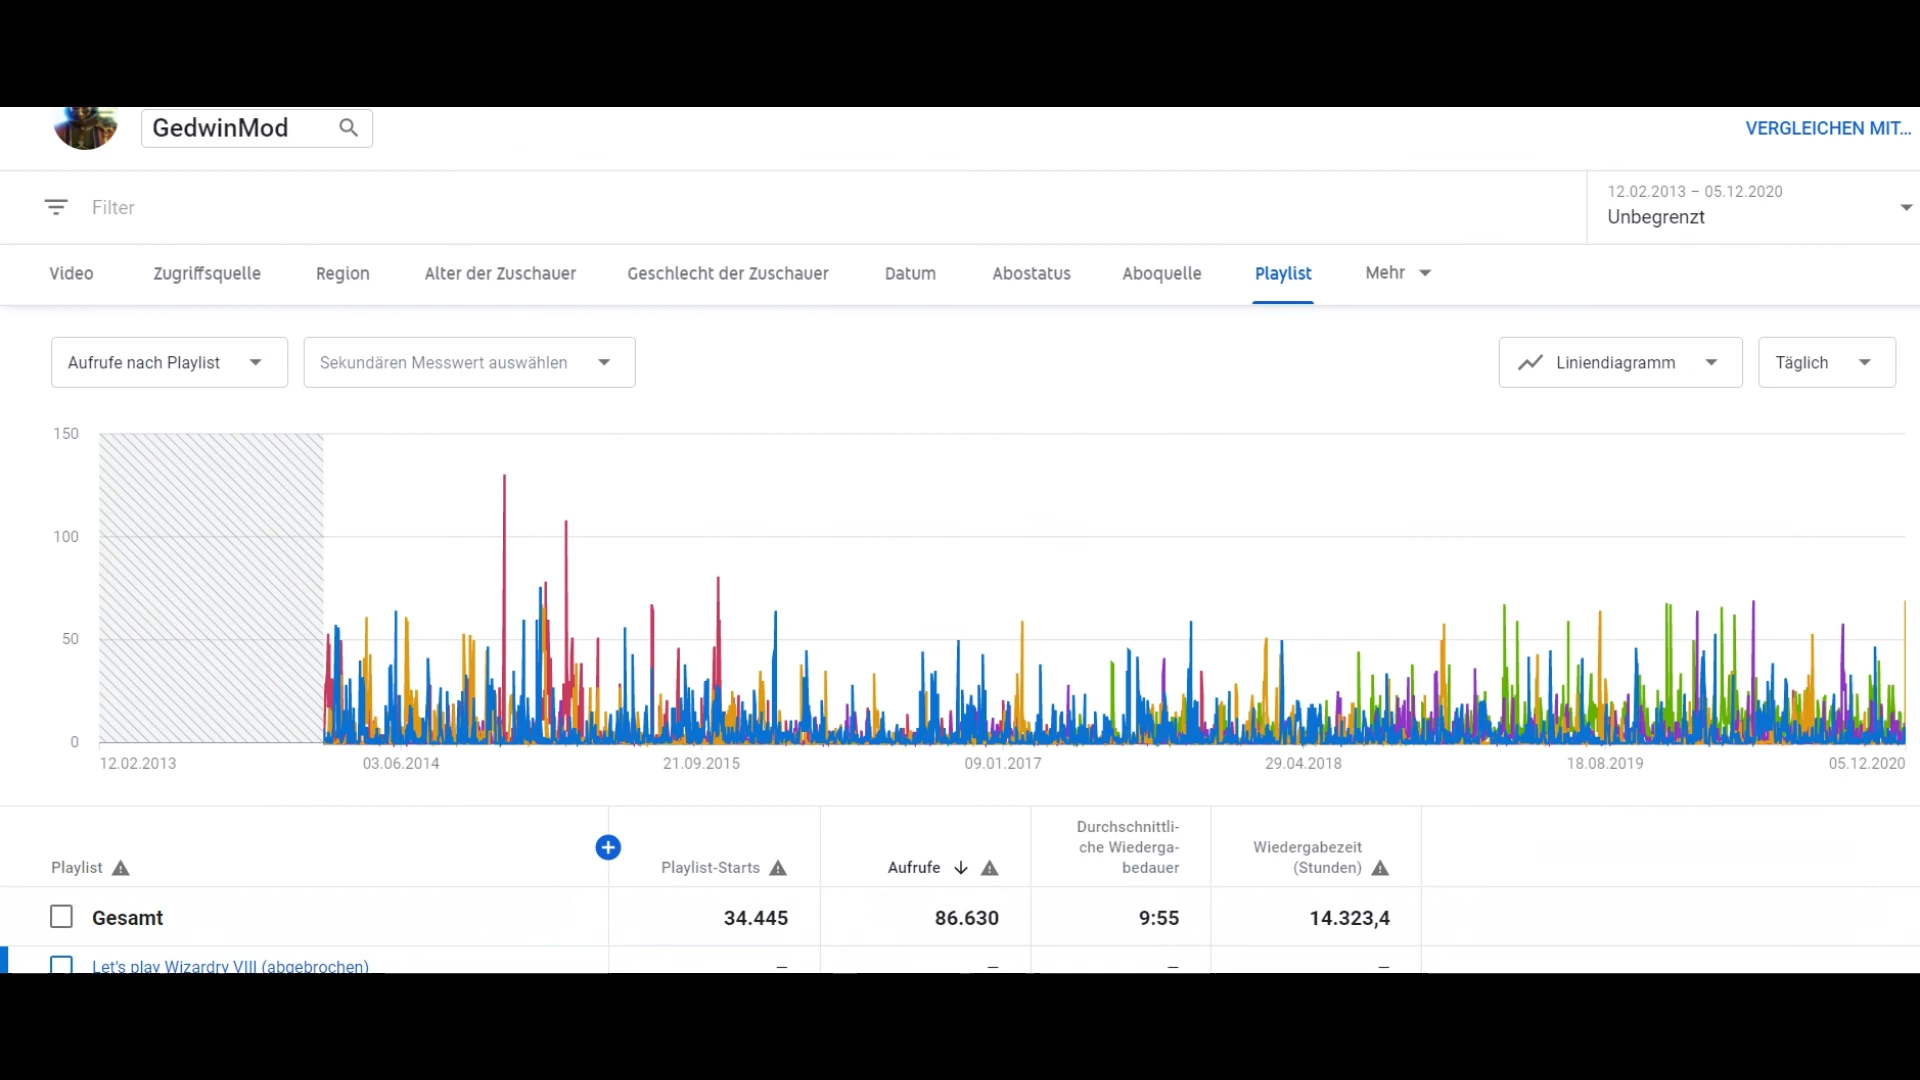 GedwinMod
VERGLEICHEN MIT...
Filter
12.02.2013 – 05.12.2020
Unbegrenzt
Video Zugriffsquelle Region Alter der Zuschauer Geschlecht der Zuschauer Datum Abostatus Aboquelle Playlist Mehr
Aufrufe nach Playlist Sekundären Messwert auswählen Liniendiagramm Täglich
150
100
50
0
12.02.2013 03.06.2014 21.09.2015 09.01.2017 29.04.2018 18.08.2019 05.12.2020
Playlist Playlist-Starts Aufrufe
Durchschnittli-
che Wiederga-
bedauer
Wiedergabezeit
(Stunden)
Gesamt 34.445 86.630 9:55 14.323,4
Let's play Wizardry VIII (abgebrochen) – – – –